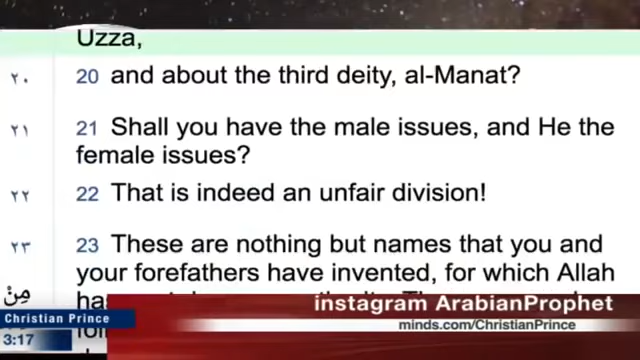 Uzza,
٢٠ 20 and about the third deity, al-Manat?
٢١ 21 Shall you have the male issues, and He the
female issues?
٢٢ 22 That is indeed an unfair division!
٢٣ 23 These are nothing but names that you and
your forefathers have invented, for which Allah
مِنْ
instagram ArabianProphet
Christian Prince
minds.com/ChristianPrince
3:17